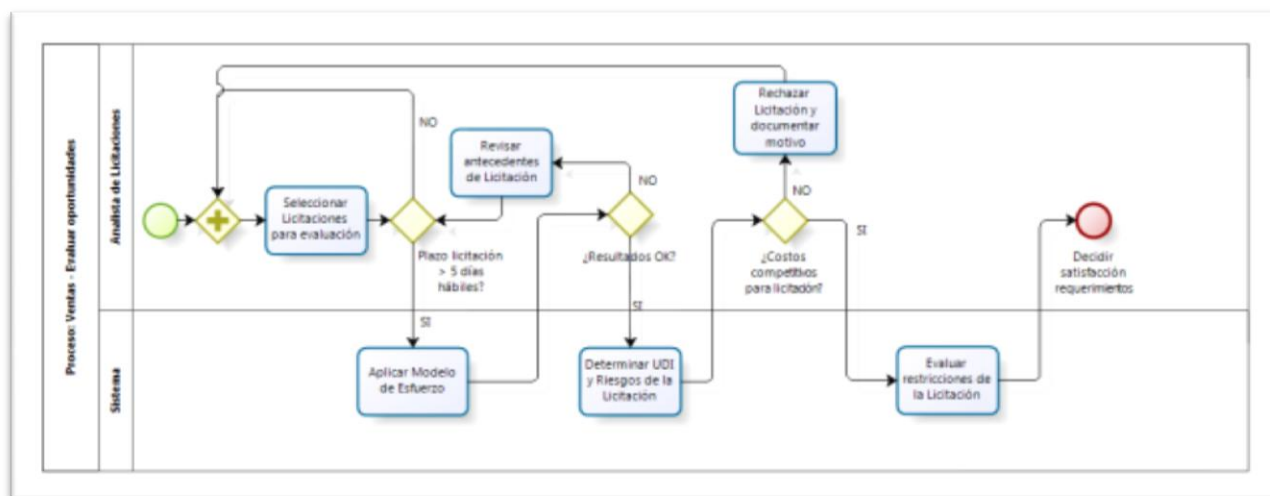 Proceso: Ventas - Evaluar oportunidades
Analista de Licitaciones
Seleccionar
Licitaciones
para evaluación
NO
Plazo licitación
> 5 días
hábiles?
SI
Revisar
antecedentes
de Licitación
NO
¿Resultados OK?
SI
Rechazar
Licitación y
documentar
motivo
NO
¿Costos
competitivos
para licitación?
SI
Decidir
satisfacción
requerimientos
Sistema
Aplicar Modelo
de Esfuerzo
Determinar UDI
y Riesgos de la
Licitación
Evaluar
restricciones de
la Licitación